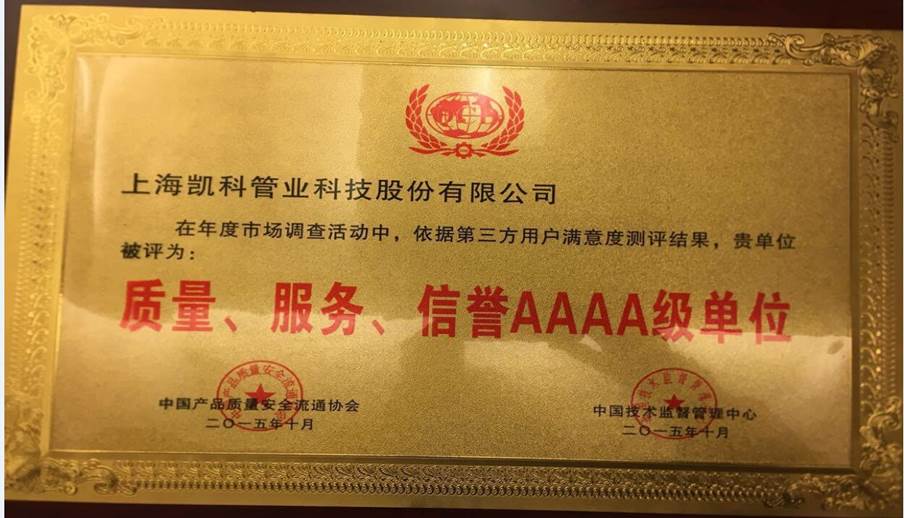 上海凯科管业科技股份有限公司
在年度市场调查活动中，依据第三方用户满意度测评结果，贵单位
被评为：
质量、服务、信誉AAAA级单位
中国产品质量安全流通协会
二〇一五年十月
中国技术监督管理中心
二〇一五年十月